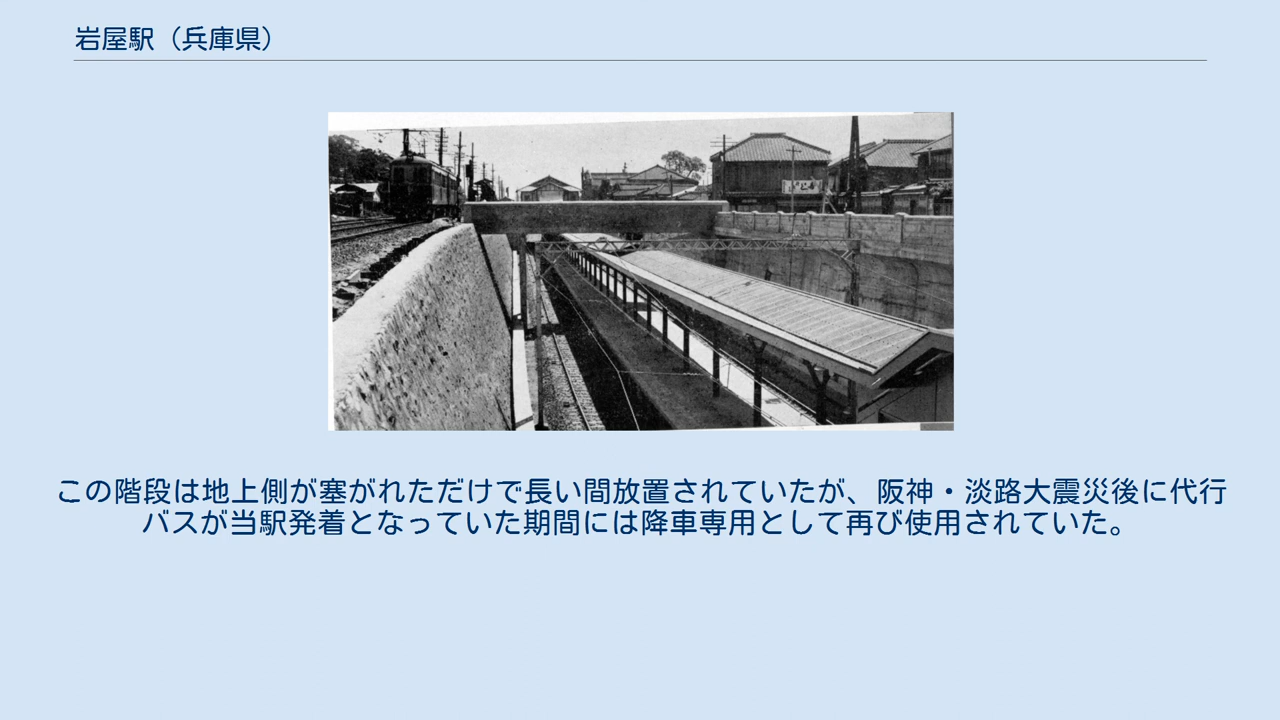 岩屋駅（兵庫県）
この階段は地上側が塞がれただけで長い間放置されていたが、阪神・淡路大震災後に代行
バスが当駅発着となっていた期間には降車専用として再び使用されていた。